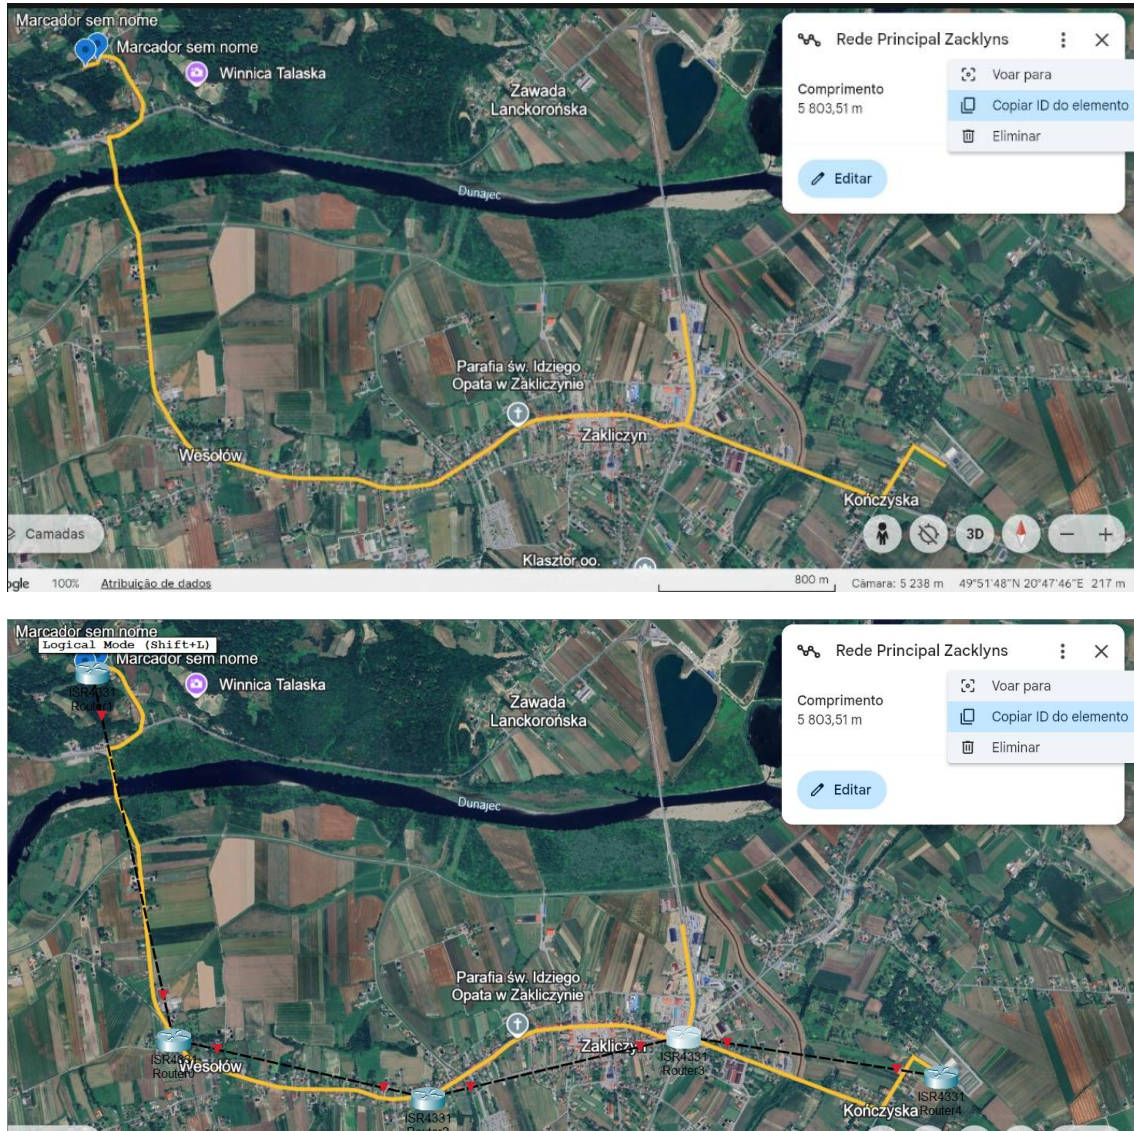 Marcador sem nome
Marcador sem nome
Winnica Talaska
Zawada
Lanckorońska
Dunajec
Parafia św. Idziego
Opata w Zakliczynie
Zakliczyn
Wesołów
Kończyska
Klasztor oo.
Rede Principal Zacklyns
Comprimento
5 803,51 m
Voar para
Copiar ID do elemento
Eliminar
Editar
Camadas
3D
ogle 100% Atribuição de dados 800 m Câmara: 5 238 m 49°51'48"N 20°47'46"E 217 m
Marcador sem nome
Logical Mode (Shift+L)
Marcador sem nome
ISR4331
Router1
Winnica Talaska
Zawada
Lanckorońska
Dunajec
Parafia św. Idziego
Opata w Zakliczynie
Zakliczyn
ISR4331
Router3
ISR4331
Router0
Wesołów
ISR4331
ISR4331
Router4
Kończyska
Rede Principal Zacklyns
Comprimento
5 803,51 m
Voar para
Copiar ID do elemento
Eliminar
Editar